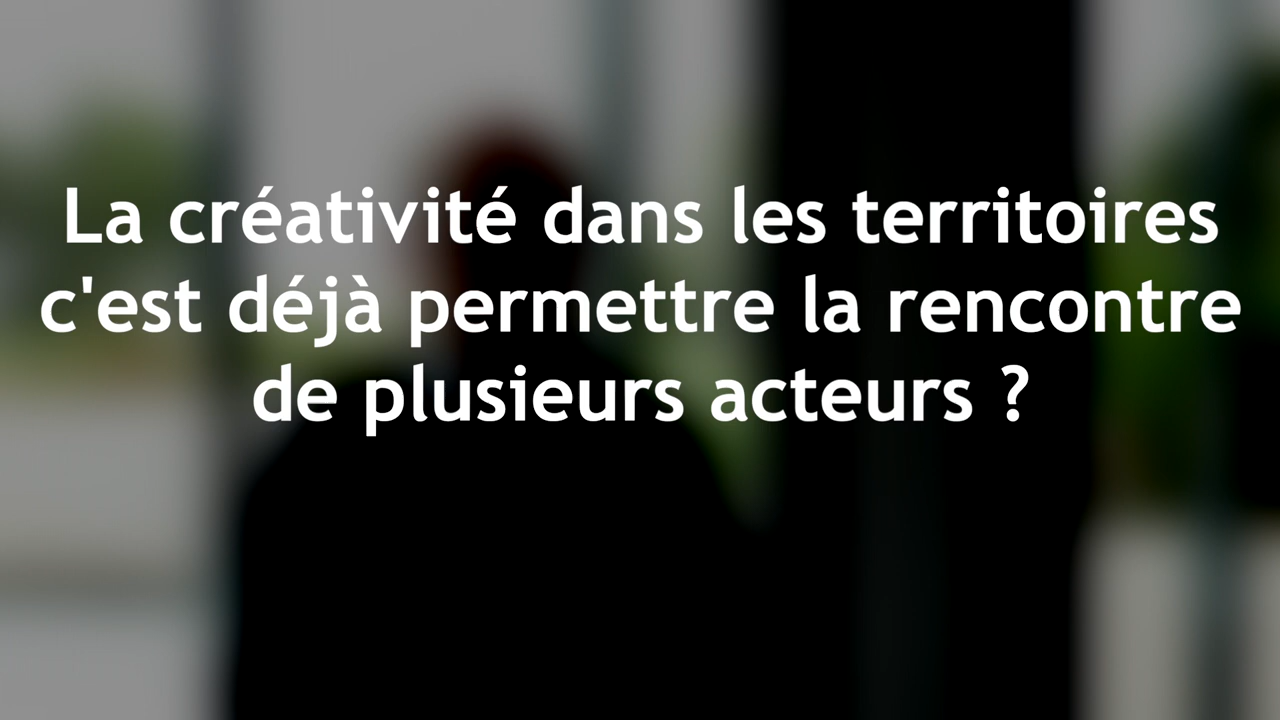 La créativité dans les territoires
c'est déjà permettre la rencontre
de plusieurs acteurs ?